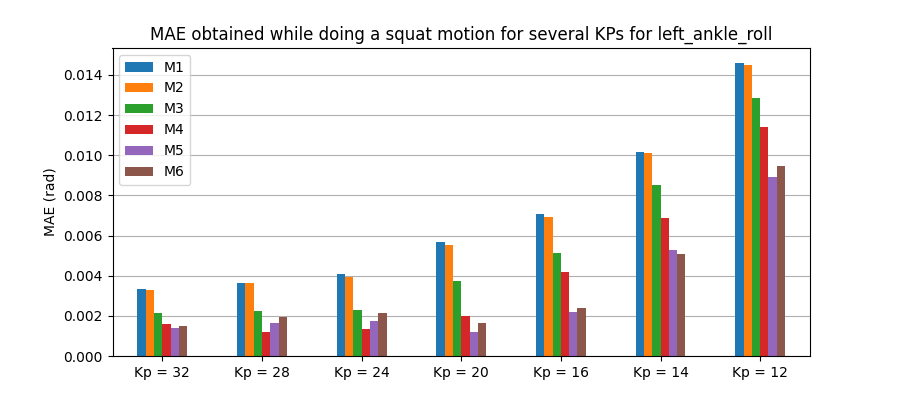 MAE obtained while doing a squat motion for several KPs for left_ankle_roll
M1
M2
M3
M4
M5
M6
MAE (rad)
0.014
0.012
0.010
0.008
0.006
0.004
0.002
0.000
Kp = 32 Kp = 28 Kp = 24 Kp = 20 Kp = 16 Kp = 14 Kp = 12